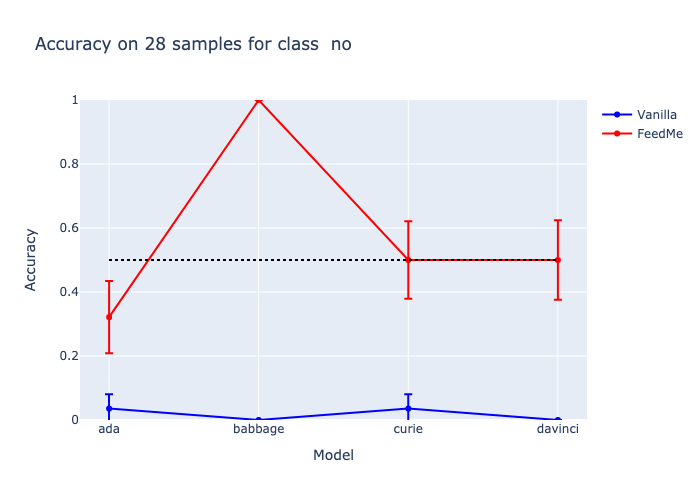 Accuracy on 28 samples for class  no
Vanilla
FeedMe
1
0.8
0.6
0.4
0.2
0
Accuracy
ada
babbage
curie
davinci
Model